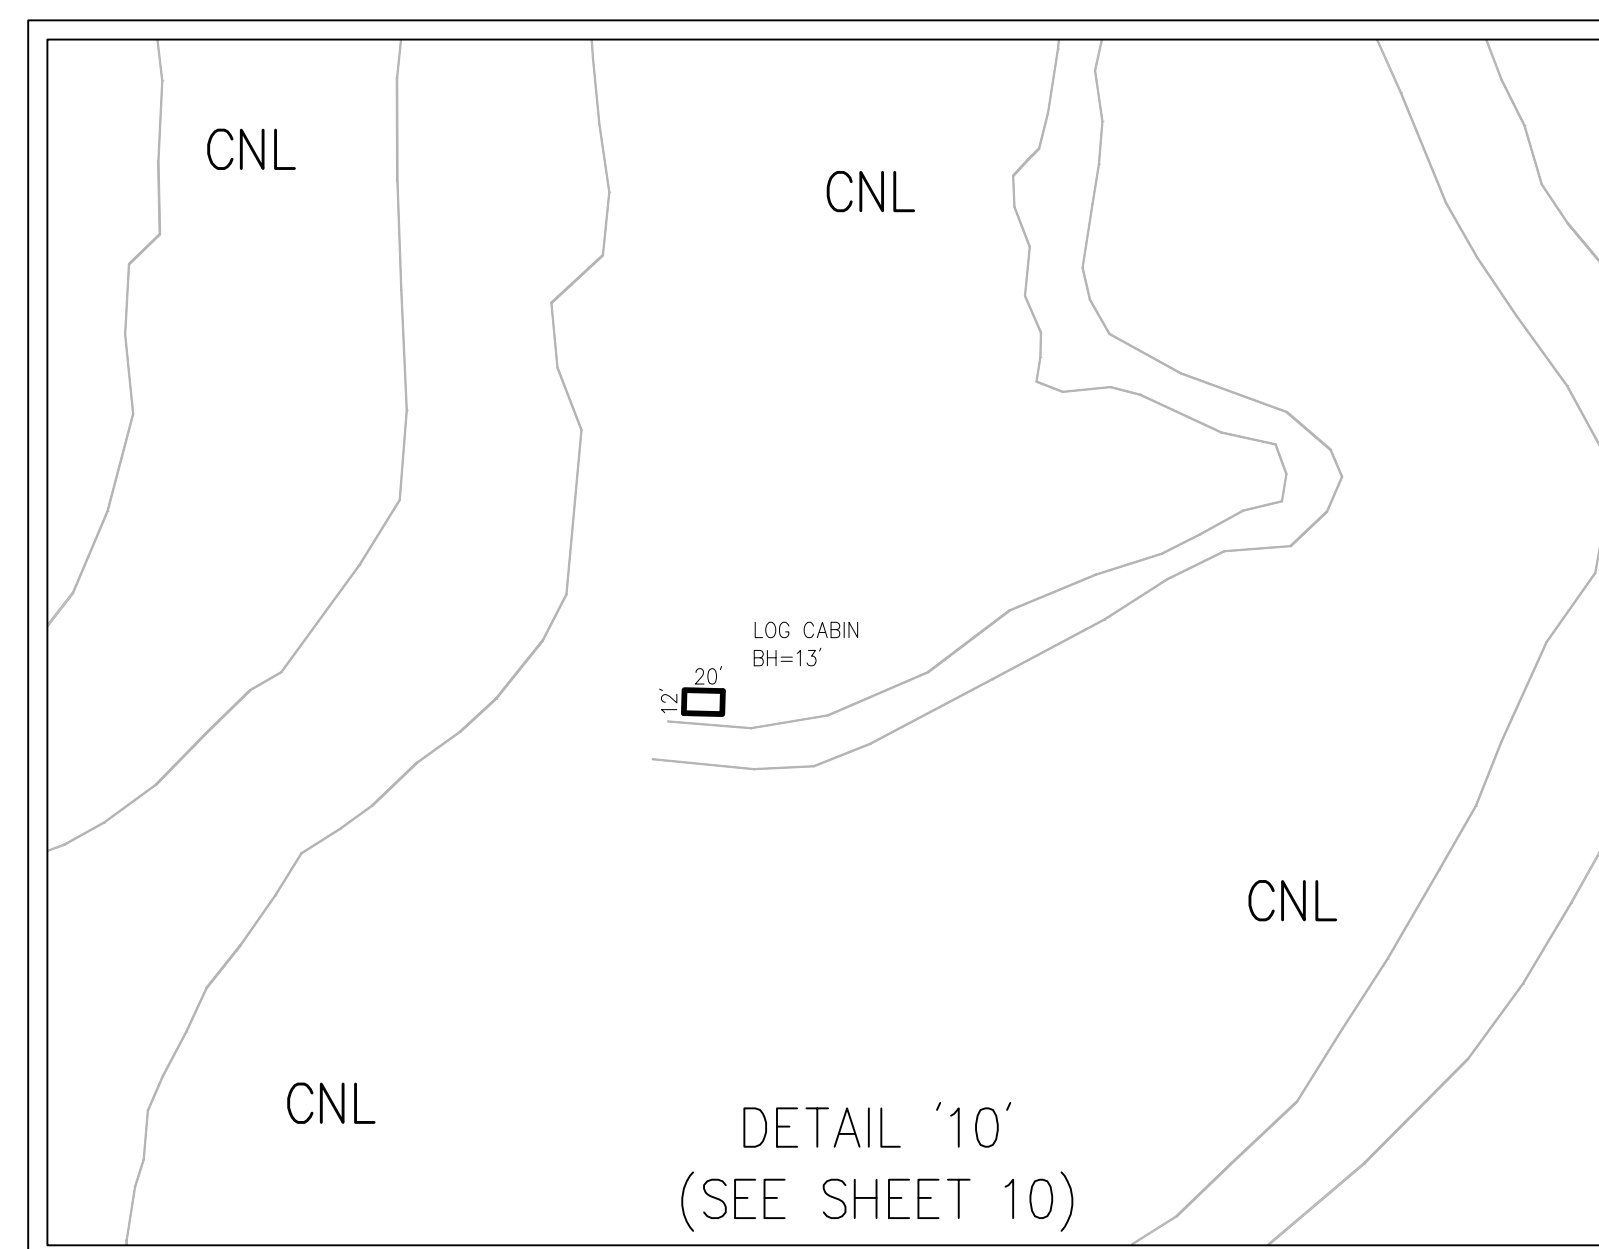 CNL
CNL
LOG CABIN
BH=13'
20'
12'
CNL
CNL
DETAIL '10'
(SEE SHEET 10)